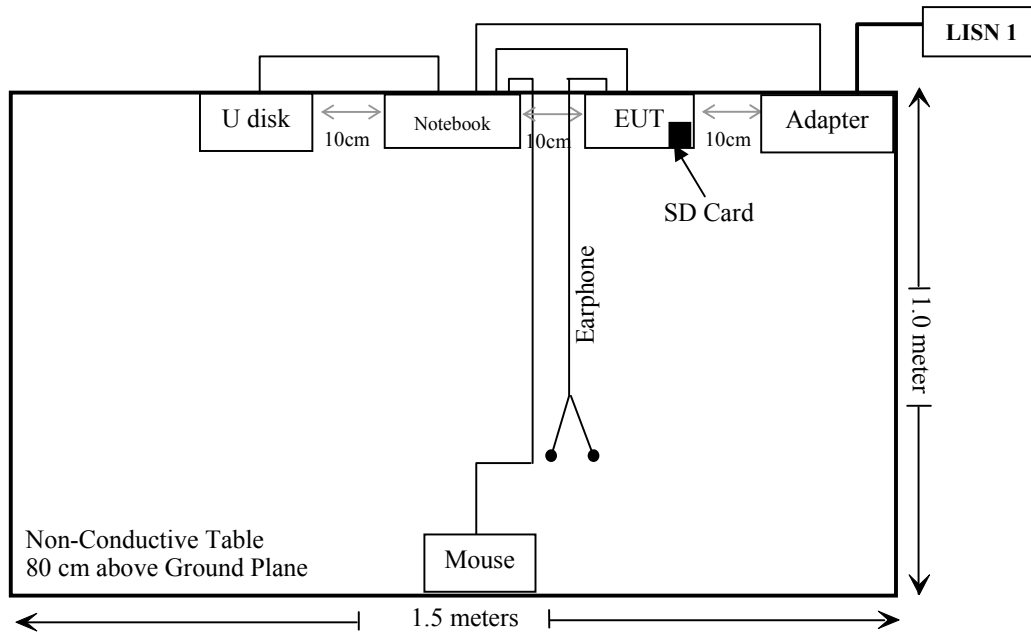 LISN 1
U disk
10cm
Notebook
10cm
EUT
10cm
Adapter
SD Card
Earphone
1.0 meter
Non-Conductive Table
80 cm above Ground Plane
Mouse
1.5 meters